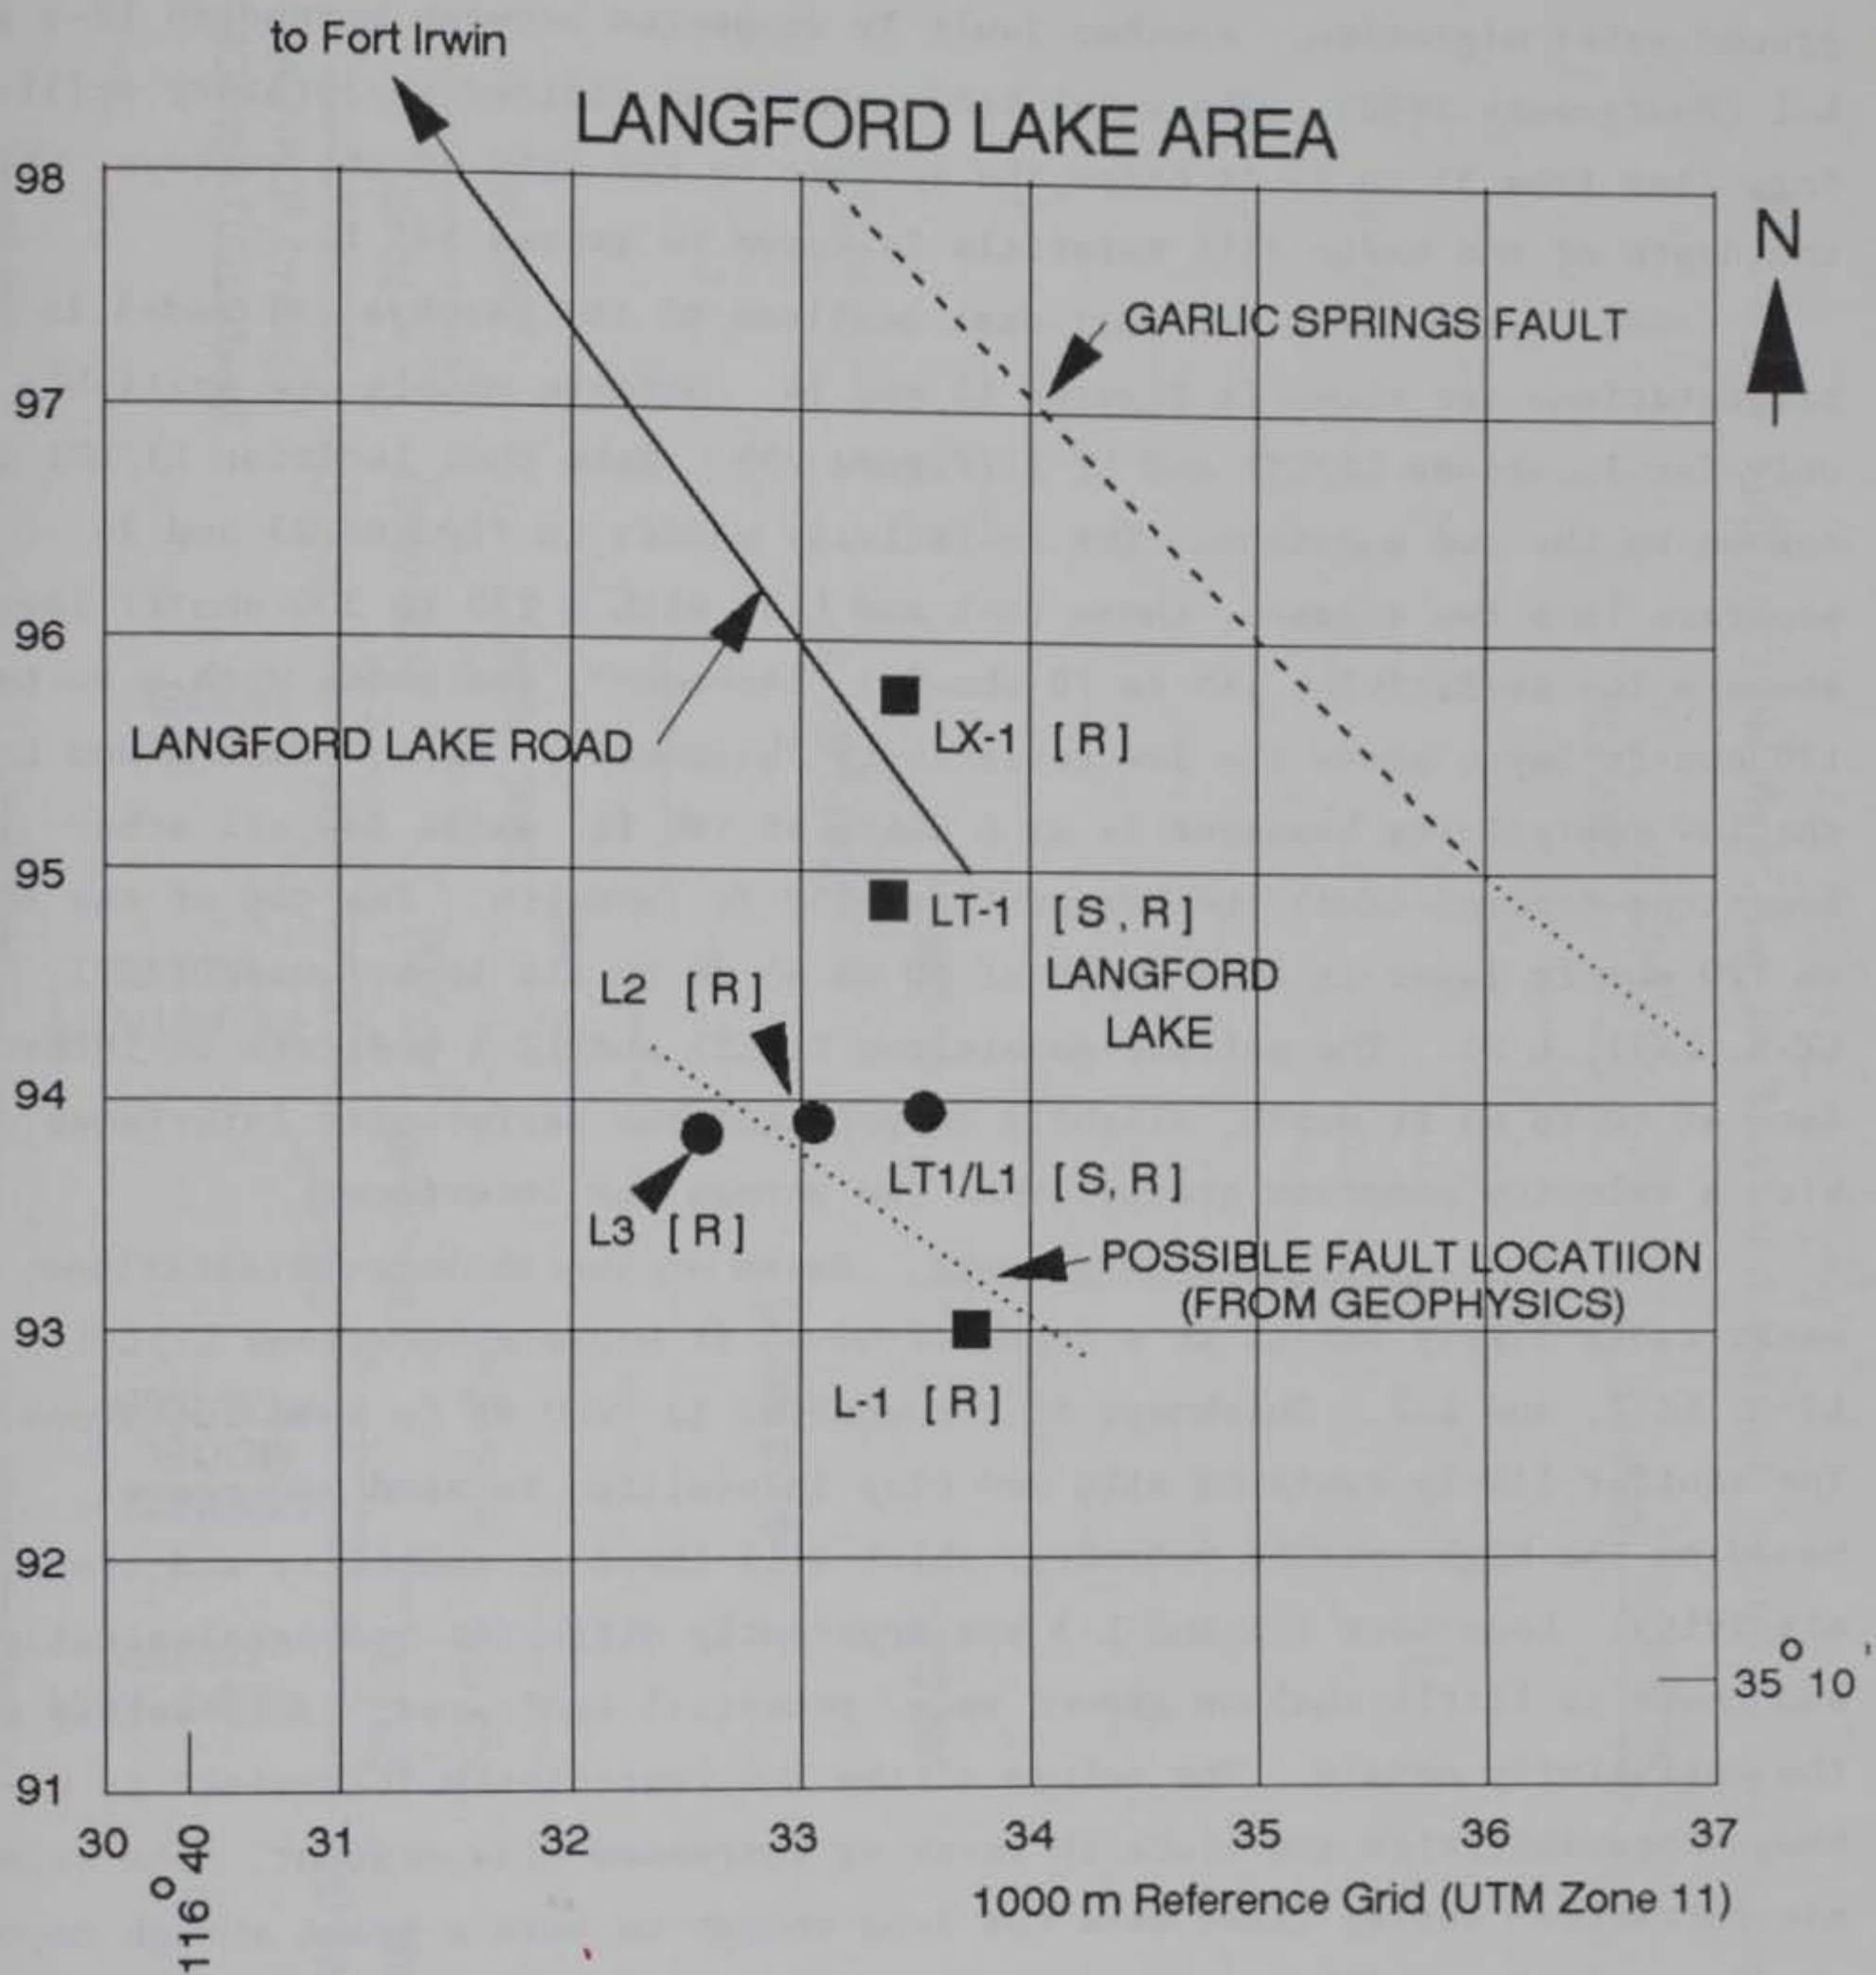 to Fort Irwin
LANGFORD LAKE AREA
98
N
GARLIC SPRINGS FAULT
97
96
LX-1 [R]
LANGFORD LAKE ROAD
95
LT-1 [S,R]
LANGFORD
LAKE
L2 [R]
94
LT1/L1 [S,R]
L3 [R]
POSSIBLE FAULT LOCATIION
(FROM GEOPHYSICS)
93
L-1 [R]
92
35° 10'
91
30 31 32 33 34 35 36 37
116° 40
1000 m Reference Grid (UTM Zone 11)